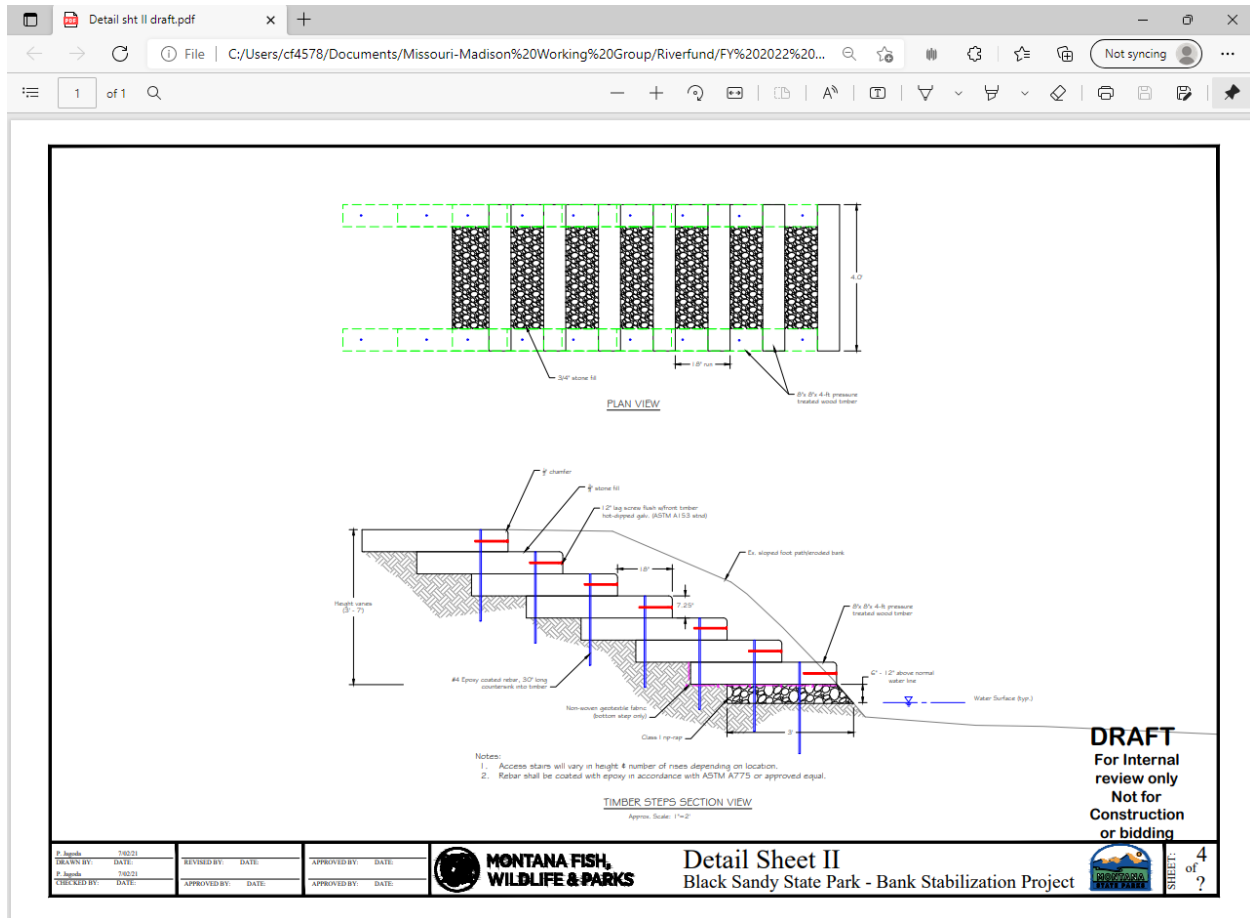 Detail sht II draft.pdf
File
C:/Users/cf4578/Documents/Missouri-Madison%20Working%20Group/Riverfund/FY%202022%20...
Not syncing
1 of 1
4.0'
18" run
3/4" stone fill
8"x 8"x 4-ft pressure
treated wood timber
PLAN VIEW
chamfer
stone fill
12" lag screw flush w/front timber
hot-dipped galv. (ASTM A153 stnd)
Ex. sloped foot path/eroded bank
18"
7.25"
Height varies
(3' - 7')
8"x 8"x 4-ft pressure
treated wood timber
#4 Epoxy coated rebar, 30" long
countersink into timber
6" - 12" above normal
water line
Water Surface (typ.)
Non-woven geotextile fabric
(bottom step only)
Class I rip-rap
3'
Notes:
1. Access stairs will vary in height & number of rises depending on location.
2. Rebar shall be coated with epoxy in accordance with ASTM A775 or approved equal.
TIMBER STEPS SECTION VIEW
Approx. Scale: 1"=2'
DRAFT
For Internal
review only
Not for
Construction
or bidding
P. Jagoda 7/02/21
DRAWN BY: DATE:
P. Jagoda 7/02/21
CHECKED BY: DATE:
REVISED BY: DATE:
APPROVED BY: DATE:
APPROVED BY: DATE:
APPROVED BY: DATE:
MONTANA FISH,
WILDLIFE & PARKS
Detail Sheet II
Black Sandy State Park - Bank Stabilization Project
MONTANA
STATE PARKS
SHEET:
4
of
?